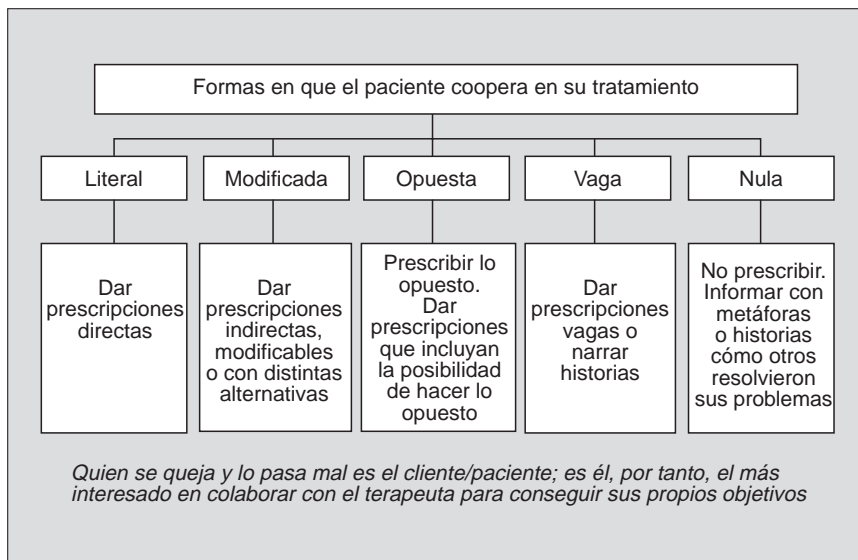 Formas en que el paciente coopera en su tratamiento
Literal
Modificada
Opuesta
Vaga
Nula
Dar
prescripciones
directas
Dar
prescripciones
indirectas,
modificables
o con distintas
alternativas
Prescribir lo
opuesto.
Dar
prescripciones
que incluyan
la posibilidad
de hacer lo
opuesto
Dar
prescripciones
vagas o
narrar
historias
No prescribir.
Informar con
metáforas
o historias
cómo otros
resolvieron
sus problemas
Quien se queja y lo pasa mal es el cliente/paciente; es él, por tanto, el más
interesado en colaborar con el terapeuta para conseguir sus propios objetivos